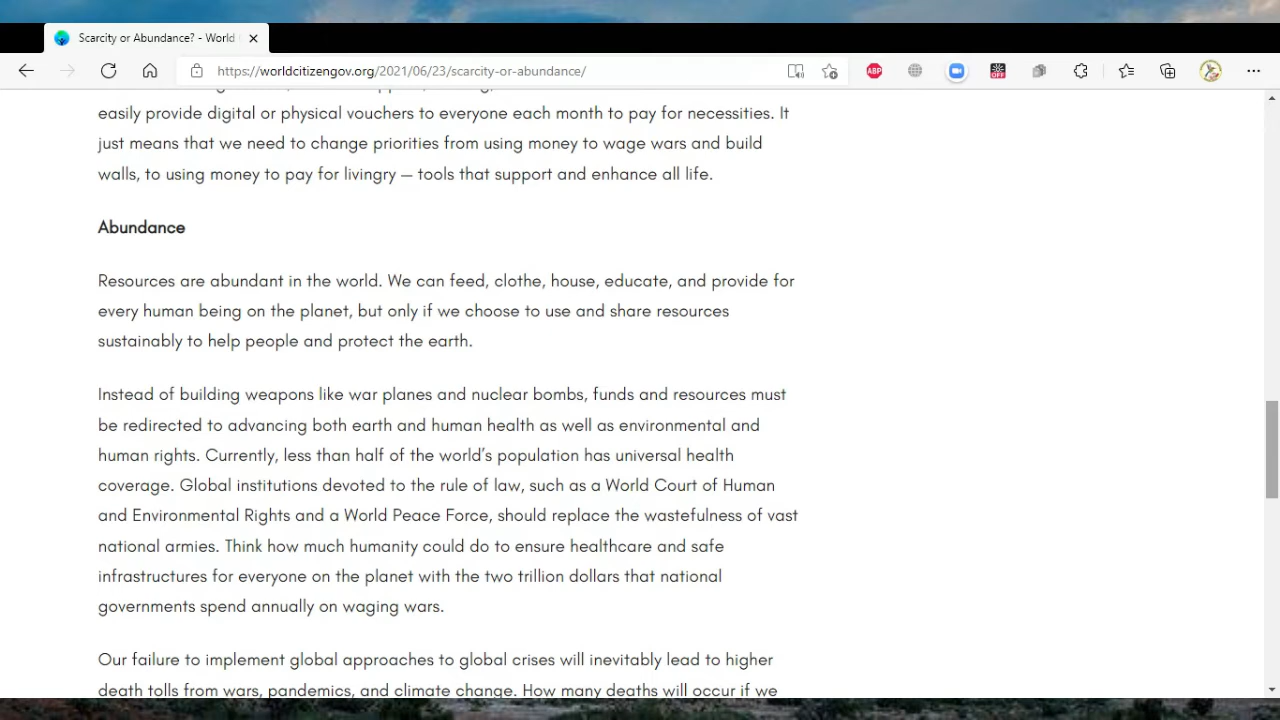 Scarcity or Abundance? - World
https://worldcitizengov.org/2021/06/23/scarcity-or-abundance/
ABP
OFF
easily provide digital or physical vouchers to everyone each month to pay for necessities. It
just means that we need to change priorities from using money to wage wars and build
walls, to using money to pay for livingry — tools that support and enhance all life.
Abundance
Resources are abundant in the world. We can feed, clothe, house, educate, and provide for
every human being on the planet, but only if we choose to use and share resources
sustainably to help people and protect the earth.
Instead of building weapons like war planes and nuclear bombs, funds and resources must
be redirected to advancing both earth and human health as well as environmental and
human rights. Currently, less than half of the world’s population has universal health
coverage. Global institutions devoted to the rule of law, such as a World Court of Human
and Environmental Rights and a World Peace Force, should replace the wastefulness of vast
national armies. Think how much humanity could do to ensure healthcare and safe
infrastructures for everyone on the planet with the two trillion dollars that national
governments spend annually on waging wars.
Our failure to implement global approaches to global crises will inevitably lead to higher
death tolls from wars, pandemics, and climate change. How many deaths will occur if we